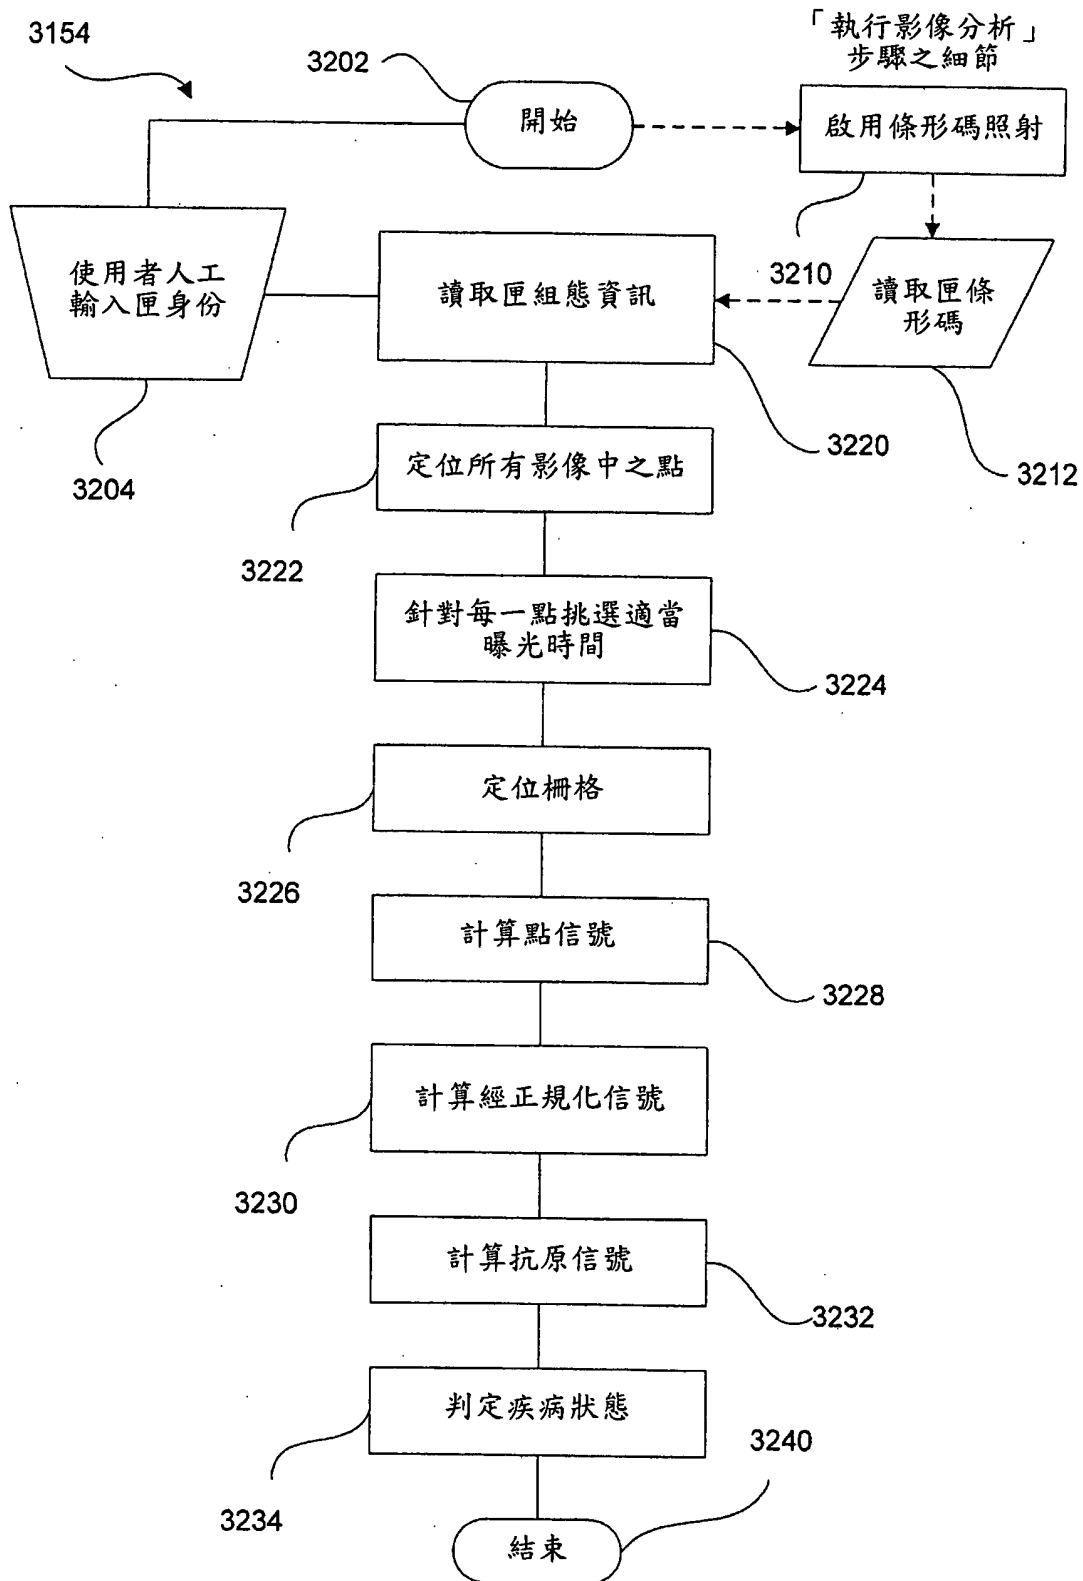 3154
3202
「執行影像分析」
步驟之細節
開始
啟用條形碼照射
使用者人工
輸入匣身份
讀取匣組態資訊
3210
讀取匣條
形碼
3204
3220
3212
定位所有影像中之點
3222
針對每一點挑選適當
曝光時間
3224
定位柵格
3226
計算點信號
3228
計算經正規化信號
3230
計算抗原信號
3232
判定疾病狀態
3234
3240
結束